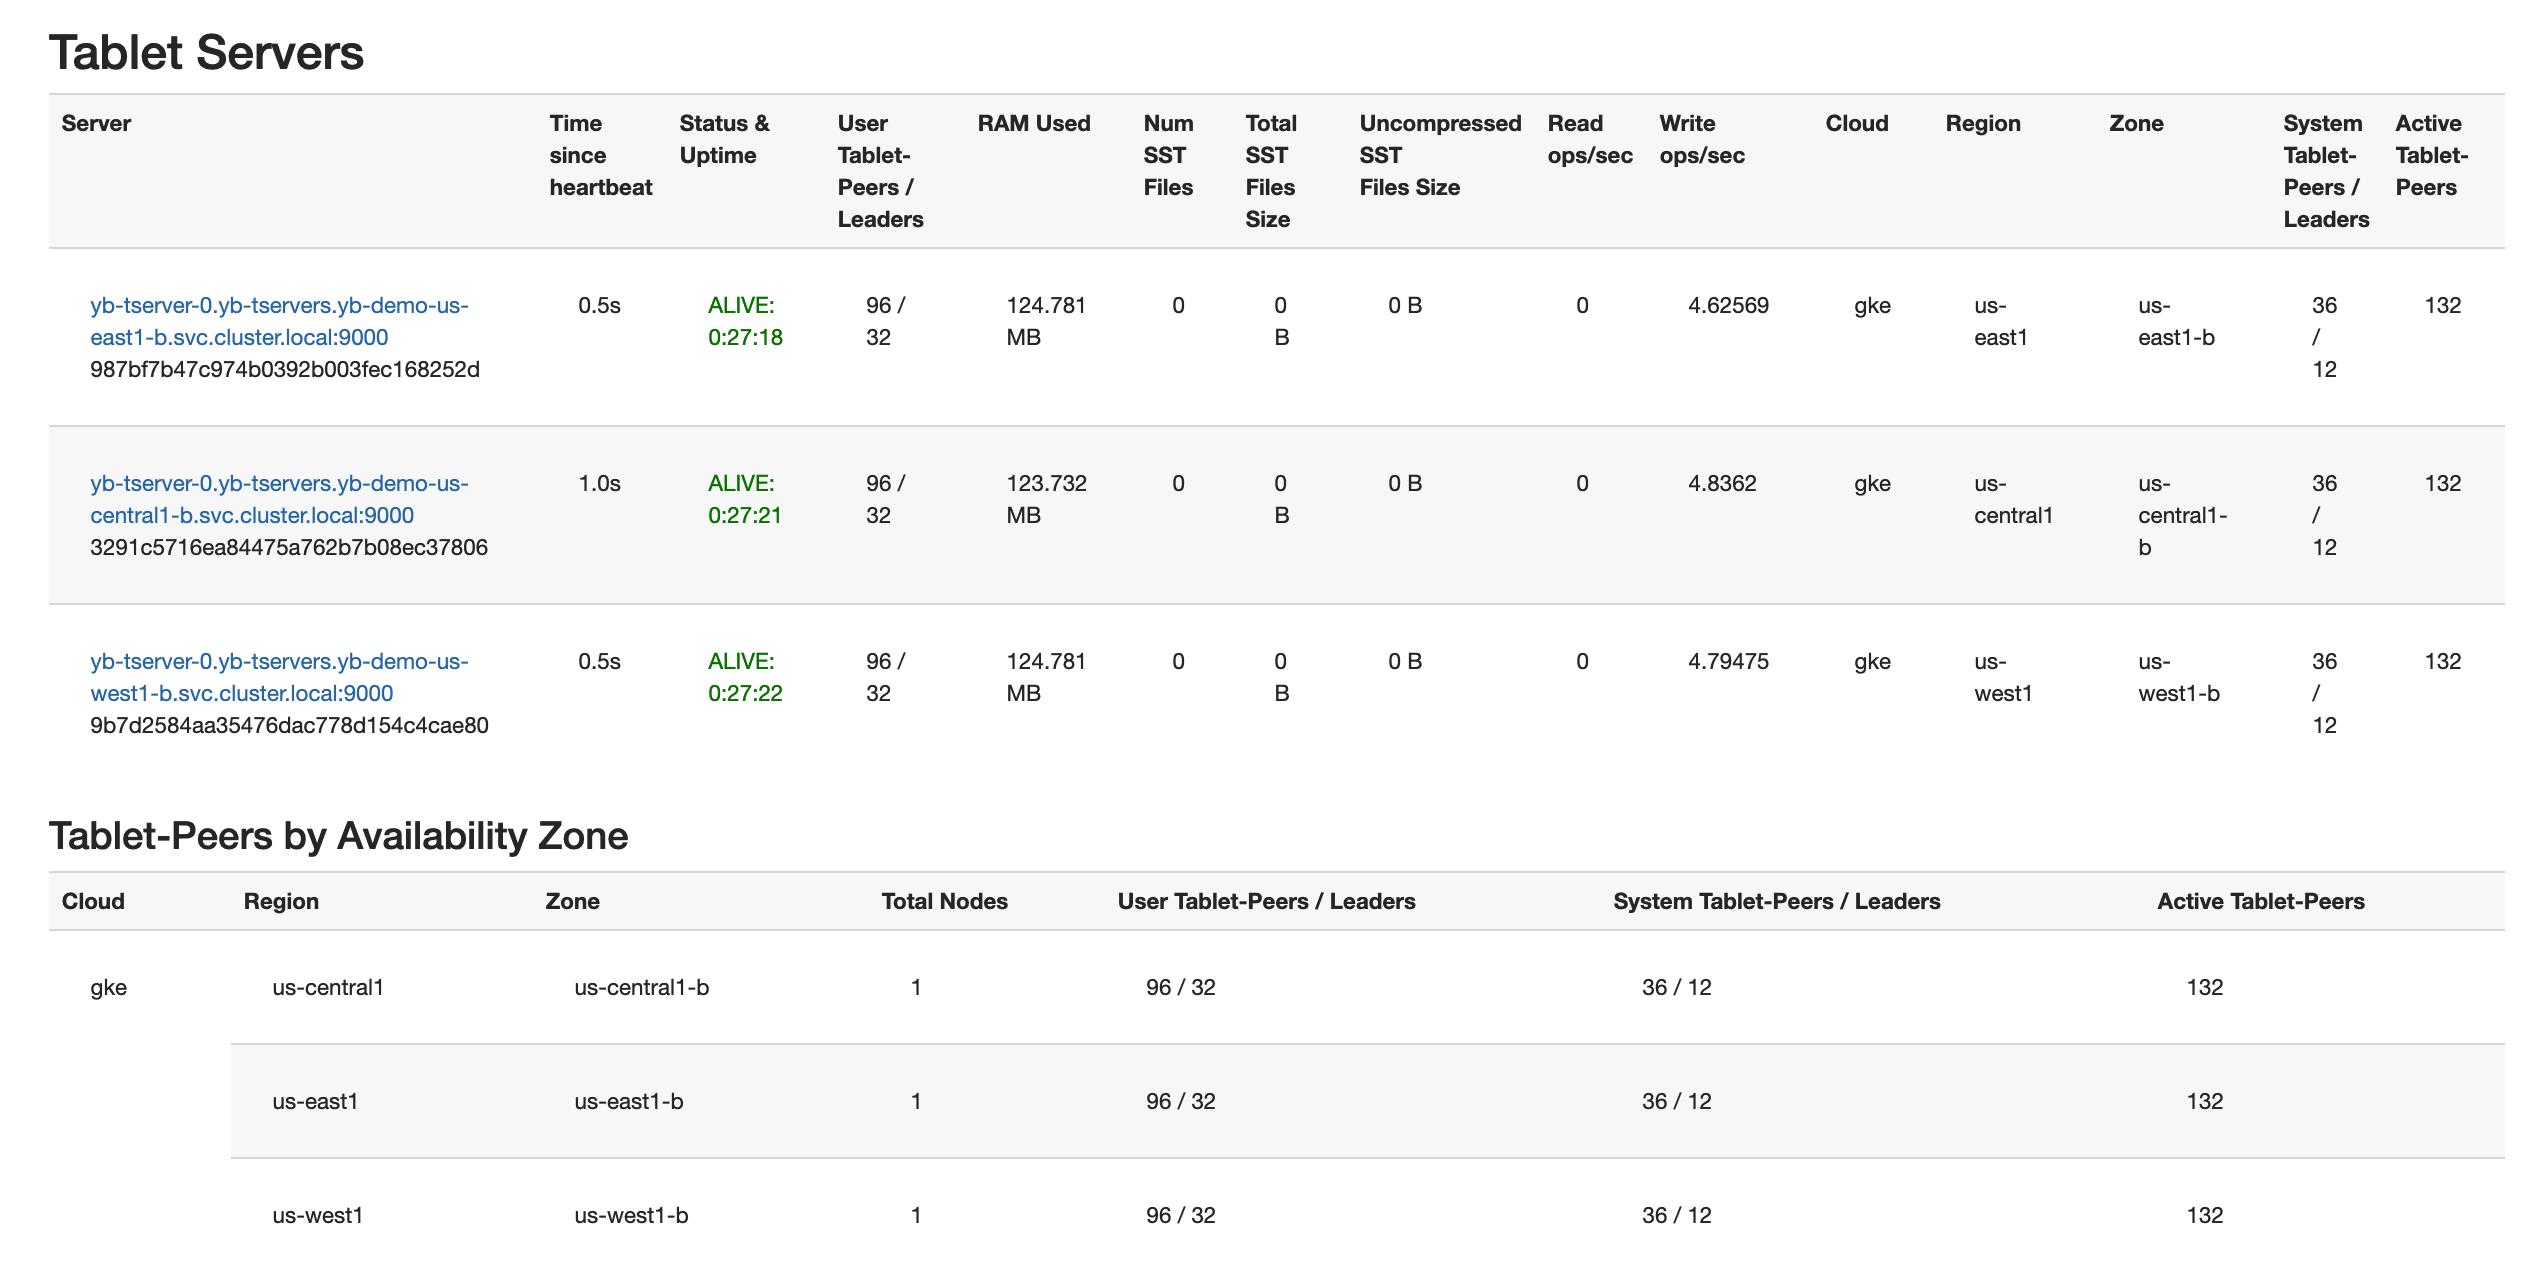 Tablet Servers
Server Time since heartbeat Status & Uptime User Tablet-Peers / Leaders RAM Used Num SST Files Total SST Files Size Uncompressed SST Files Size Read ops/sec Write ops/sec Cloud Region Zone System Tablet-Peers / Leaders Active Tablet-Peers
yb-tserver-0.yb-tservers.yb-demo-us- 0.5s ALIVE: 96 / 124.781 0 0 0 B 0 4.62569 gke us- us- 36 132
east1-b.svc.cluster.local:9000 0:27:18 32 MB B east1 east1-b /
987bf7b47c974b0392b003fec168252d 12
yb-tserver-0.yb-tservers.yb-demo-us- 1.0s ALIVE: 96 / 123.732 0 0 0 B 0 4.8362 gke us- us- 36 132
central1-b.svc.cluster.local:9000 0:27:21 32 MB B central1 central1- /
3291c5716ea84475a762b7b08ec37806 b 12
yb-tserver-0.yb-tservers.yb-demo-us- 0.5s ALIVE: 96 / 124.781 0 0 0 B 0 4.79475 gke us- us- 36 132
west1-b.svc.cluster.local:9000 0:27:22 32 MB B west1 west1-b /
9b7d2584aa35476dac778d154c4cae80 12
Tablet-Peers by Availability Zone
Cloud Region Zone Total Nodes User Tablet-Peers / Leaders System Tablet-Peers / Leaders Active Tablet-Peers
gke us-central1 us-central1-b 1 96 / 32 36 / 12 132
us-east1 us-east1-b 1 96 / 32 36 / 12 132
us-west1 us-west1-b 1 96 / 32 36 / 12 132